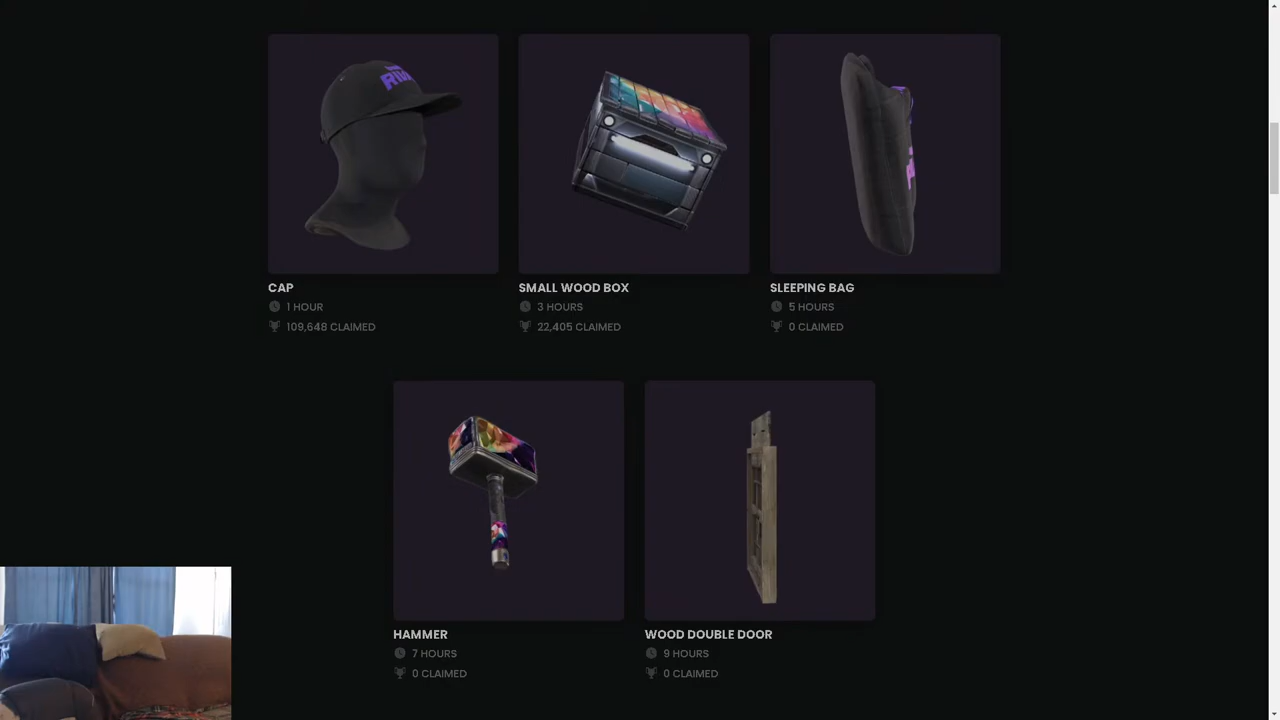 CAP
1 HOUR
109,648 CLAIMED
SMALL WOOD BOX
3 HOURS
22,405 CLAIMED
SLEEPING BAG
5 HOURS
0 CLAIMED
HAMMER
7 HOURS
0 CLAIMED
WOOD DOUBLE DOOR
9 HOURS
0 CLAIMED